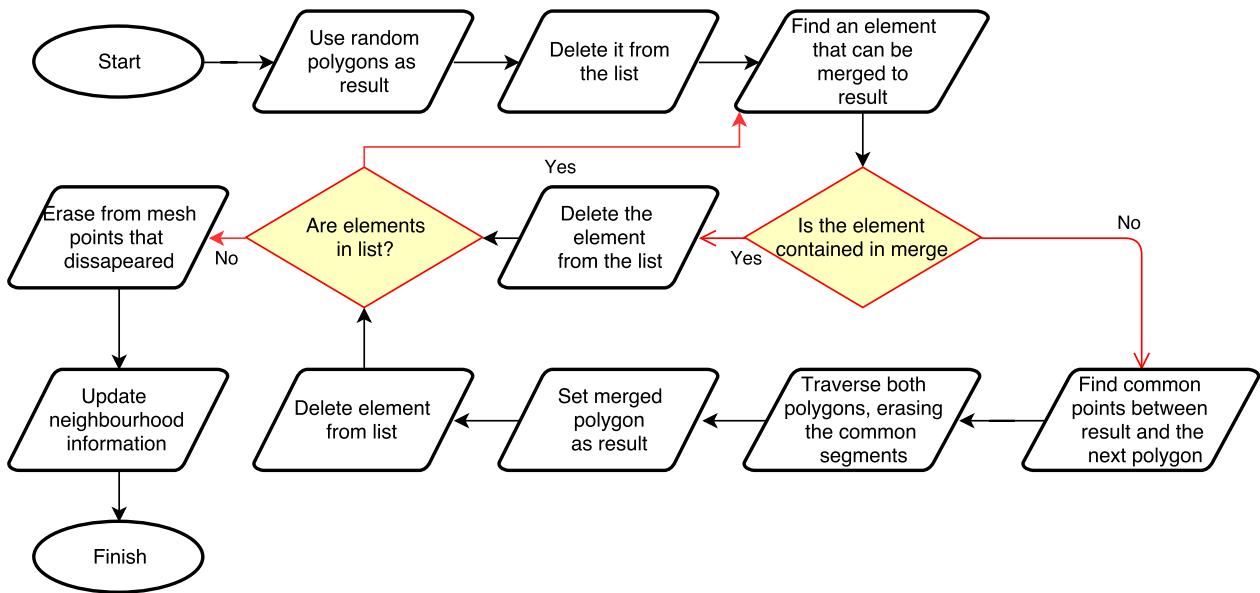 Start
Use random
polygons as
result
Delete it from
the list
Find an element
that can be
merged to
result
Yes
Erase from mesh
points that
dissapeared
No
Are elements
in list?
Delete the
element
from the list
Yes
Is the element
contained in merge
No
Update
neighbourhood
information
Delete element
from list
Set merged
polygon
as result
Traverse both
polygons, erasing
the common
segments
Find common
points between
result and the
next polygon
Finish